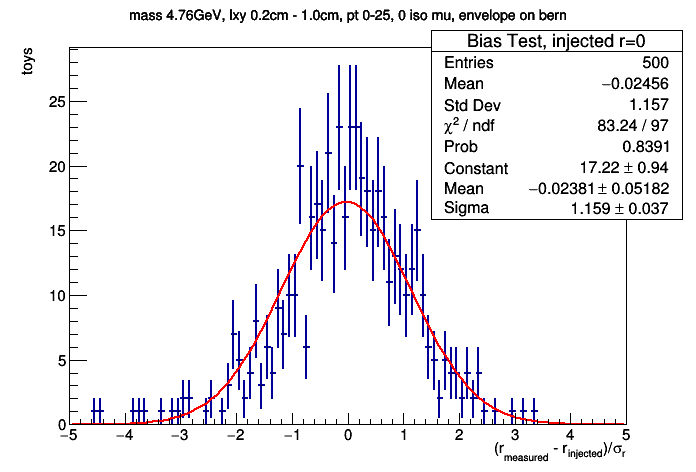 mass 4.76GeV, lxy 0.2cm - 1.0cm, pt 0-25, 0 iso mu, envelope on bern
Bias Test, injected r=0
Entries 500
Mean −0.02456
Std Dev 1.157
χ² / ndf 83.24 / 97
Prob 0.8391
Constant 17.22 ± 0.94
Mean −0.02381 ± 0.05182
Sigma 1.159 ± 0.037
toys
25
20
15
10
5
0
−5 −4 −3 −2 −1 0 1 2 3 4 5
(r_measured - r_injected)/σ_r